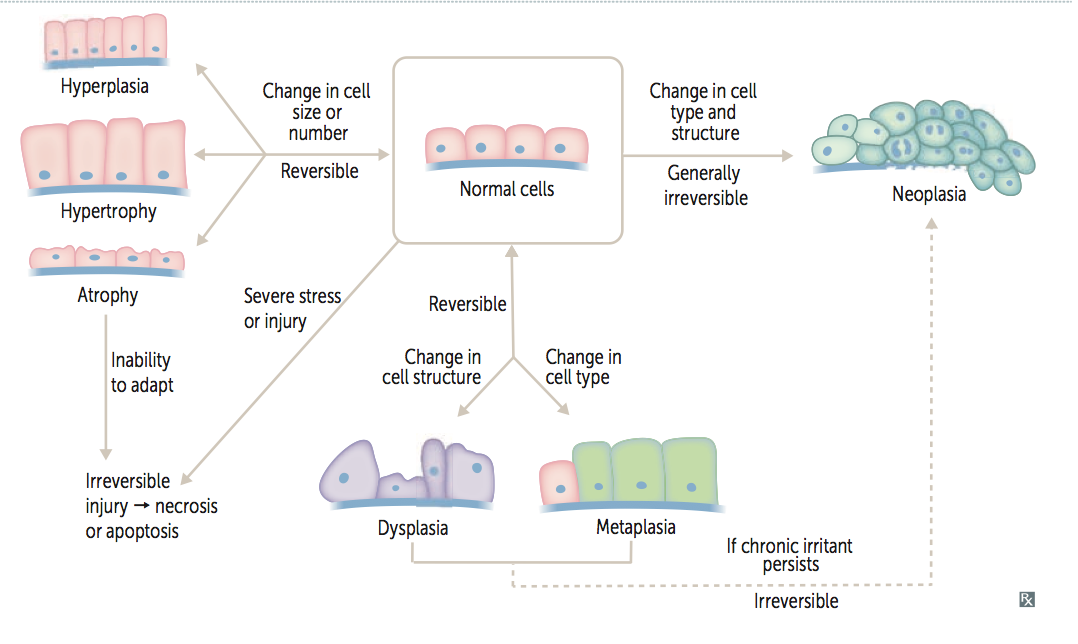 Hyperplasia
Change in cell
size or
number
Reversible
Hypertrophy
Atrophy
Inability
to adapt
Irreversible
injury → necrosis
or apoptosis
Severe stress
or injury
Normal cells
Change in cell
type and
structure
Generally
irreversible
Neoplasia
Reversible
Change in
cell structure
Change in
cell type
Dysplasia
Metaplasia
If chronic irritant
persists
Irreversible
Rx